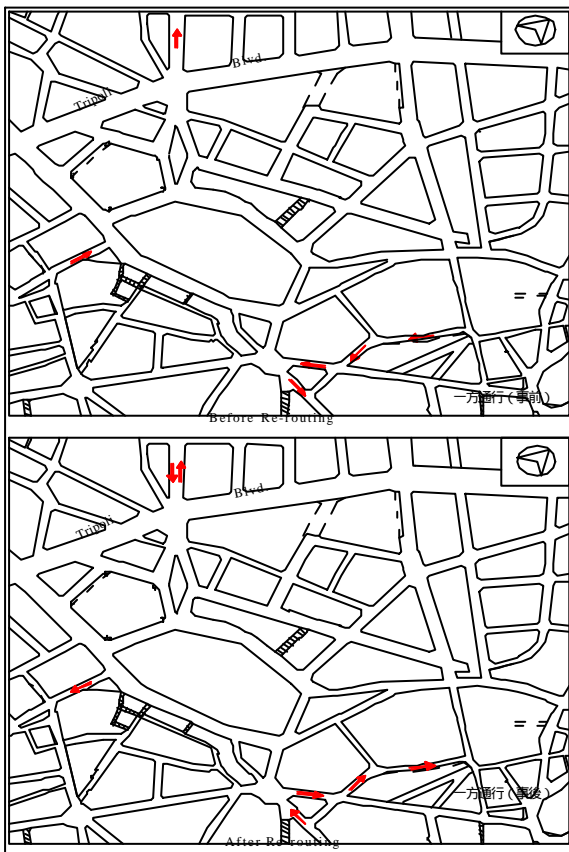 Blvd.
Tripoli
一方通行(事前)
Before Re-routing
Blvd.
Tripoli
一方通行(事後)
After Re-routing